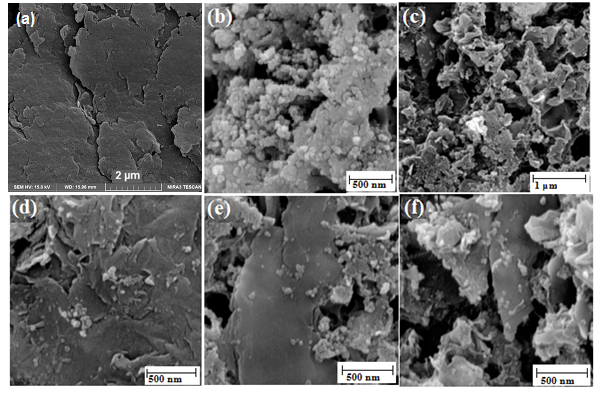 (a)
2 μm
SEM HV: 15.0 kV WD: 15.96 mm MIRA3 TESCAN
(b)
500 nm
(c)
1 μm
(d)
500 nm
(e)
500 nm
(f)
500 nm